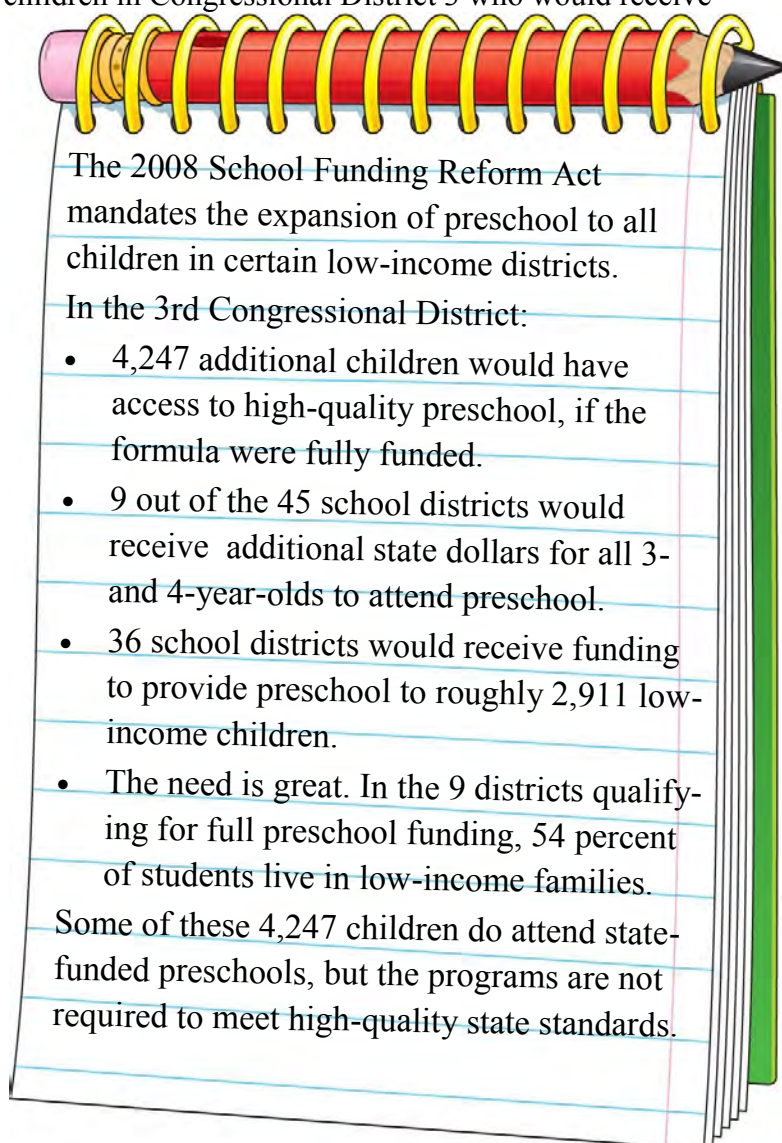 children in Congressional District 3 who would receive
The 2008 School Funding Reform Act
mandates the expansion of preschool to all
children in certain low-income districts.
In the 3rd Congressional District:
• 4,247 additional children would have
access to high-quality preschool, if the
formula were fully funded.
• 9 out of the 45 school districts would
receive additional state dollars for all 3-
and 4-year-olds to attend preschool.
• 36 school districts would receive funding
to provide preschool to roughly 2,911 low-
income children.
• The need is great. In the 9 districts qualify-
ing for full preschool funding, 54 percent
of students live in low-income families.
Some of these 4,247 children do attend state-
funded preschools, but the programs are not
required to meet high-quality state standards.